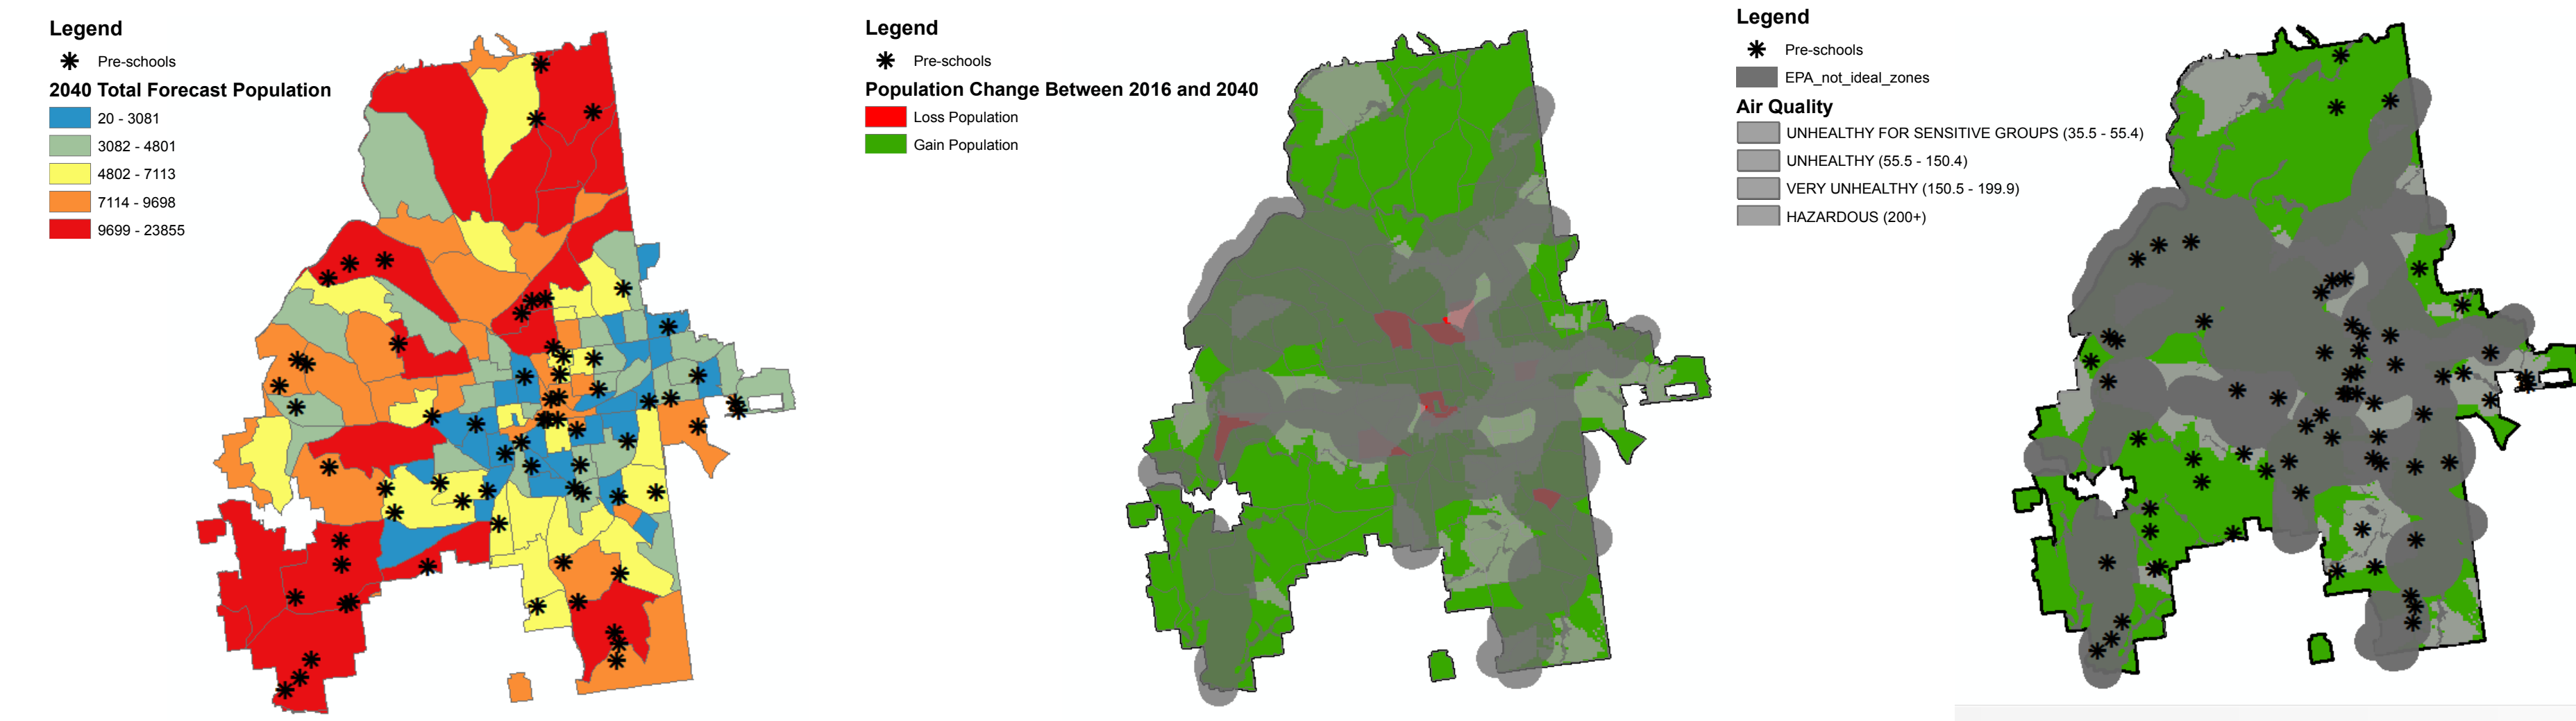 Legend
Pre-schools
2040 Total Forecast Population
20 - 3081
3082 - 4801
4802 - 7113
7114 - 9698
9699 - 23855
Legend
Pre-schools
Population Change Between 2016 and 2040
Loss Population
Gain Population
Legend
Pre-schools
EPA_not_ideal_zones
Air Quality
UNHEALTHY FOR SENSITIVE GROUPS (35.5 - 55.4)
UNHEALTHY (55.5 - 150.4)
VERY UNHEALTHY (150.5 - 199.9)
HAZARDOUS (200+)